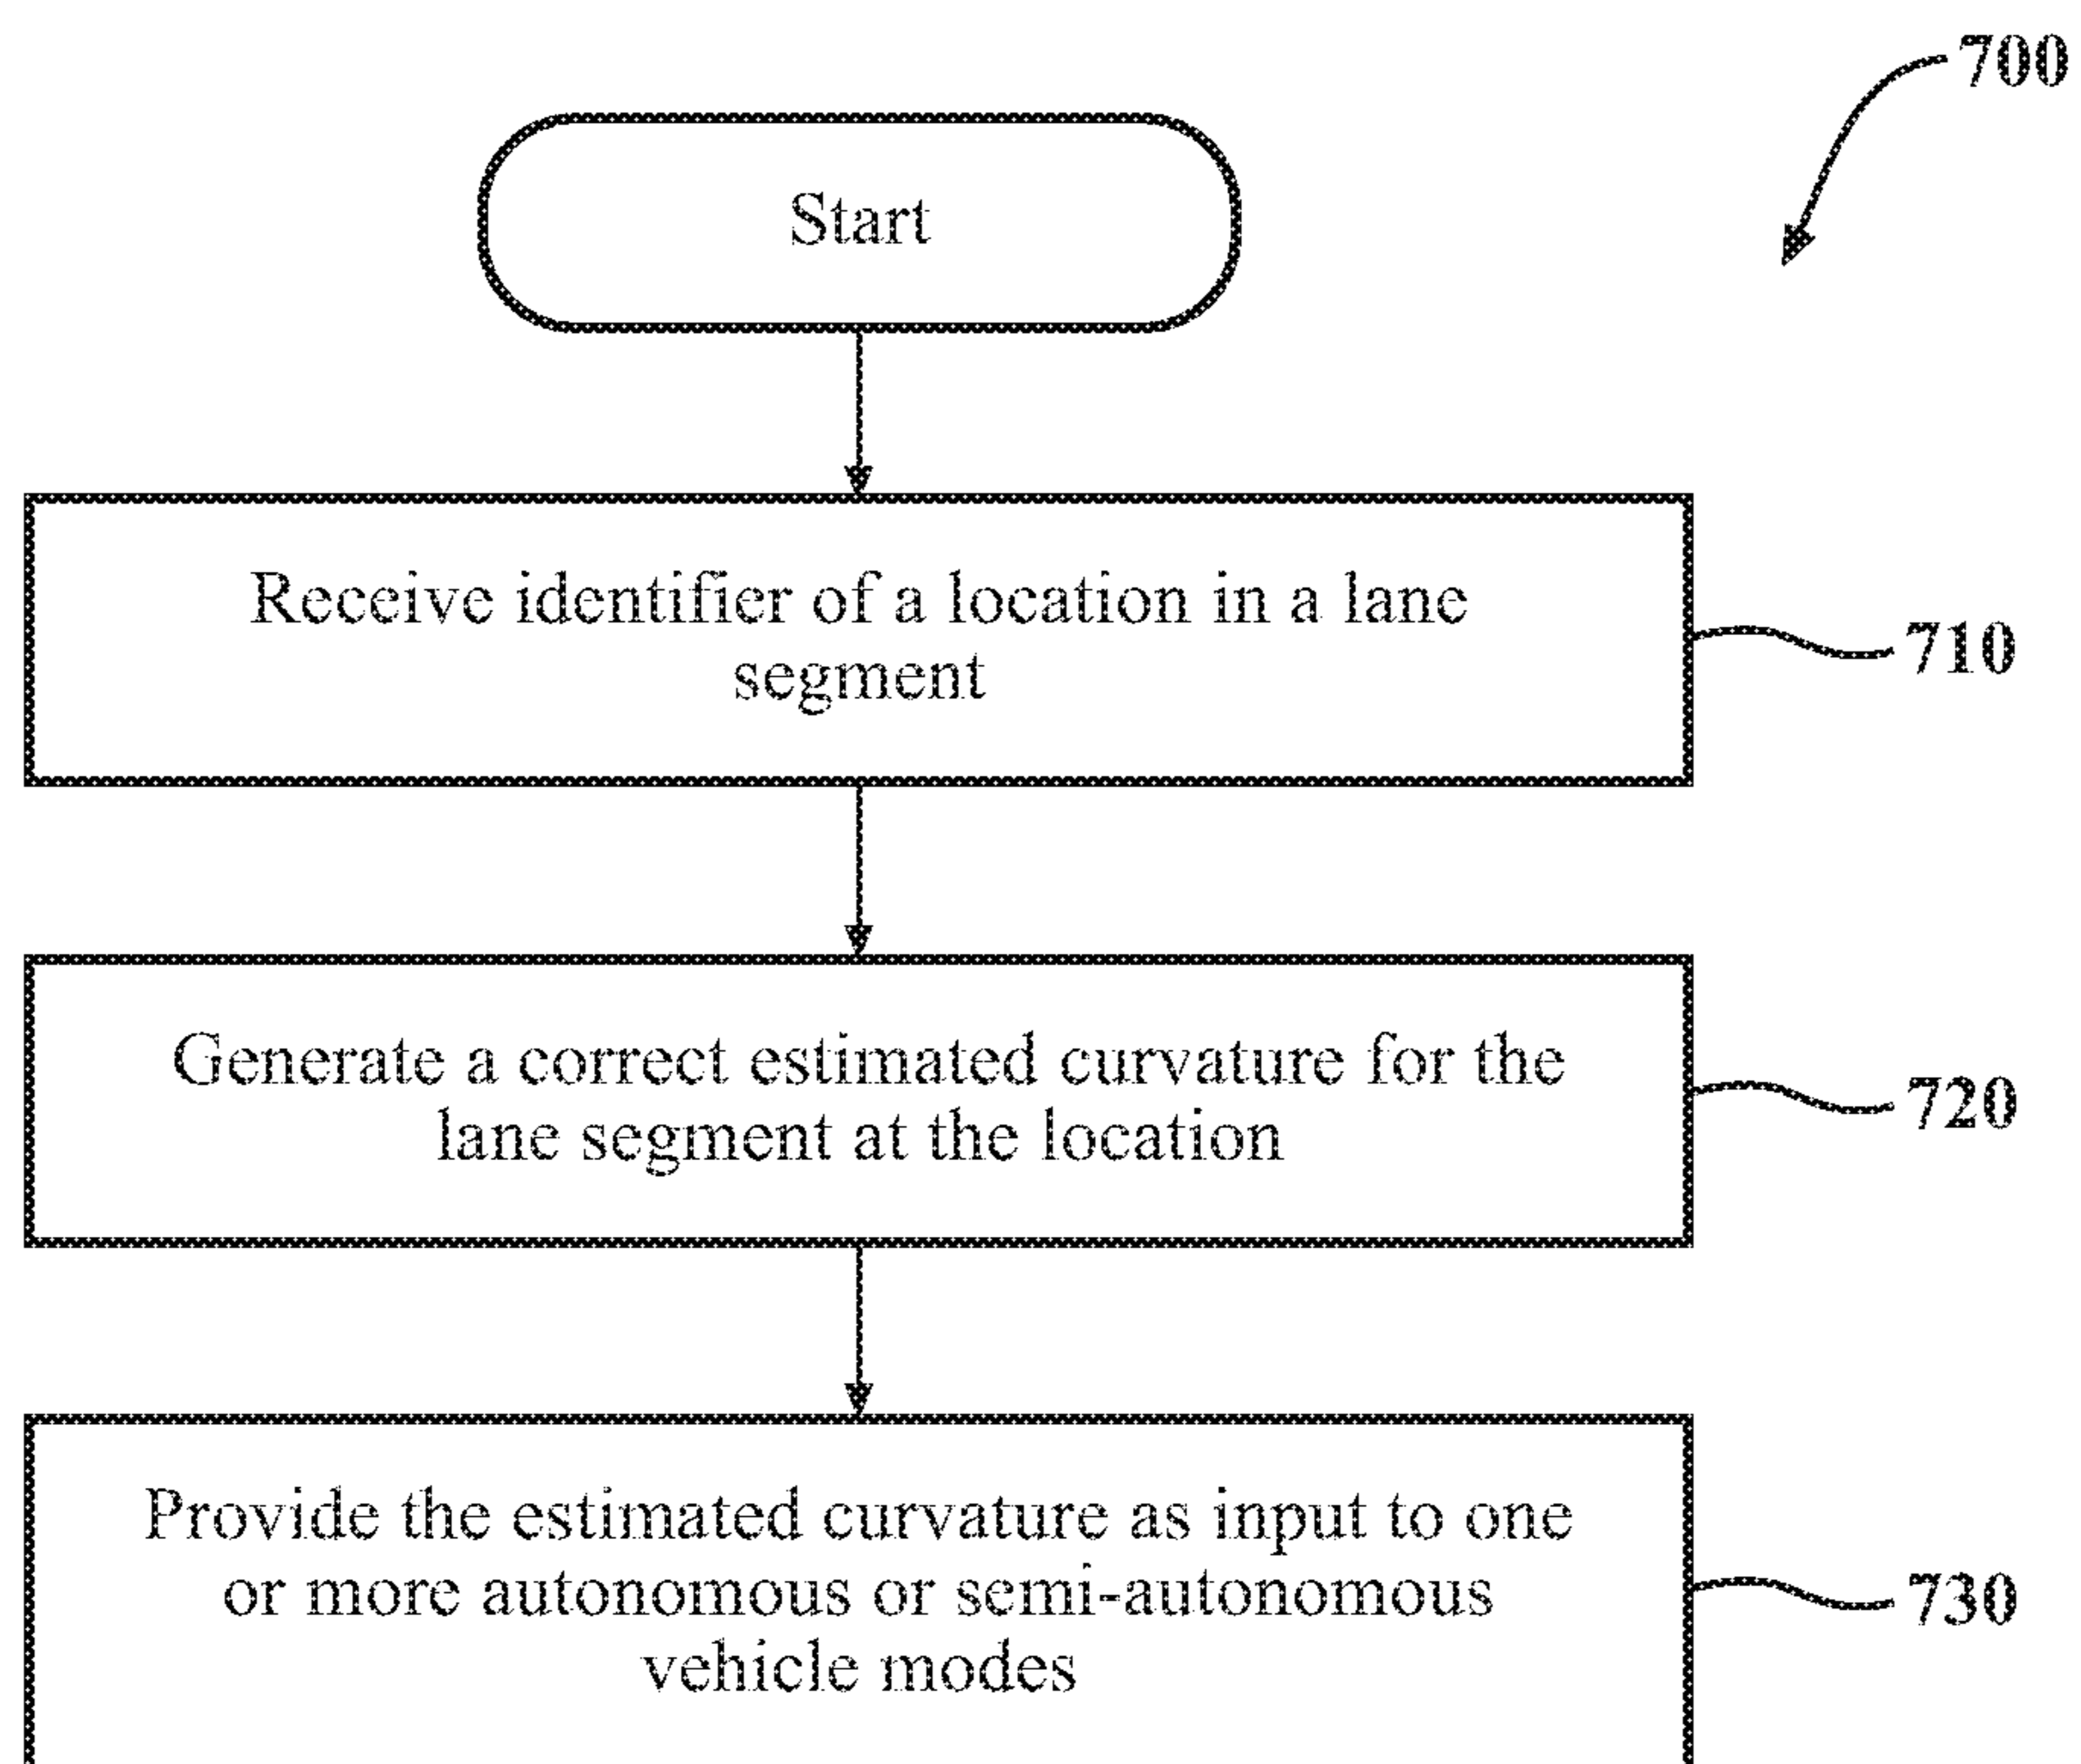 700
Start
Receive identifier of a location in a lane
segment
710
Generate a correct estimated curvature for the
lane segment at the location
720
Provide the estimated curvature as input to one
or more autonomous or semi-autonomous
vehicle modes
730